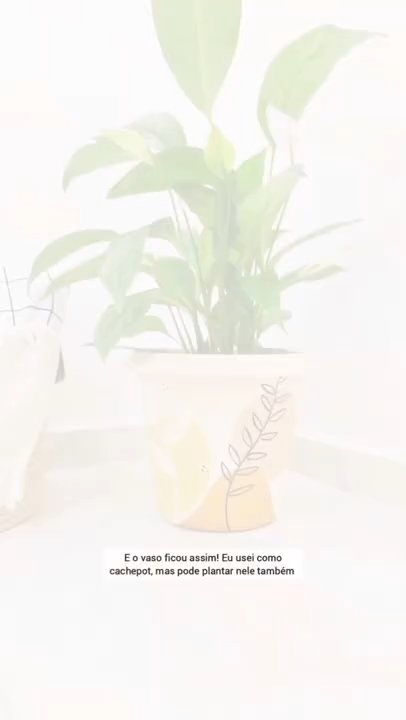 E o vaso ficou assim! Eu usei como
cachepot, mas pode plantar nele também